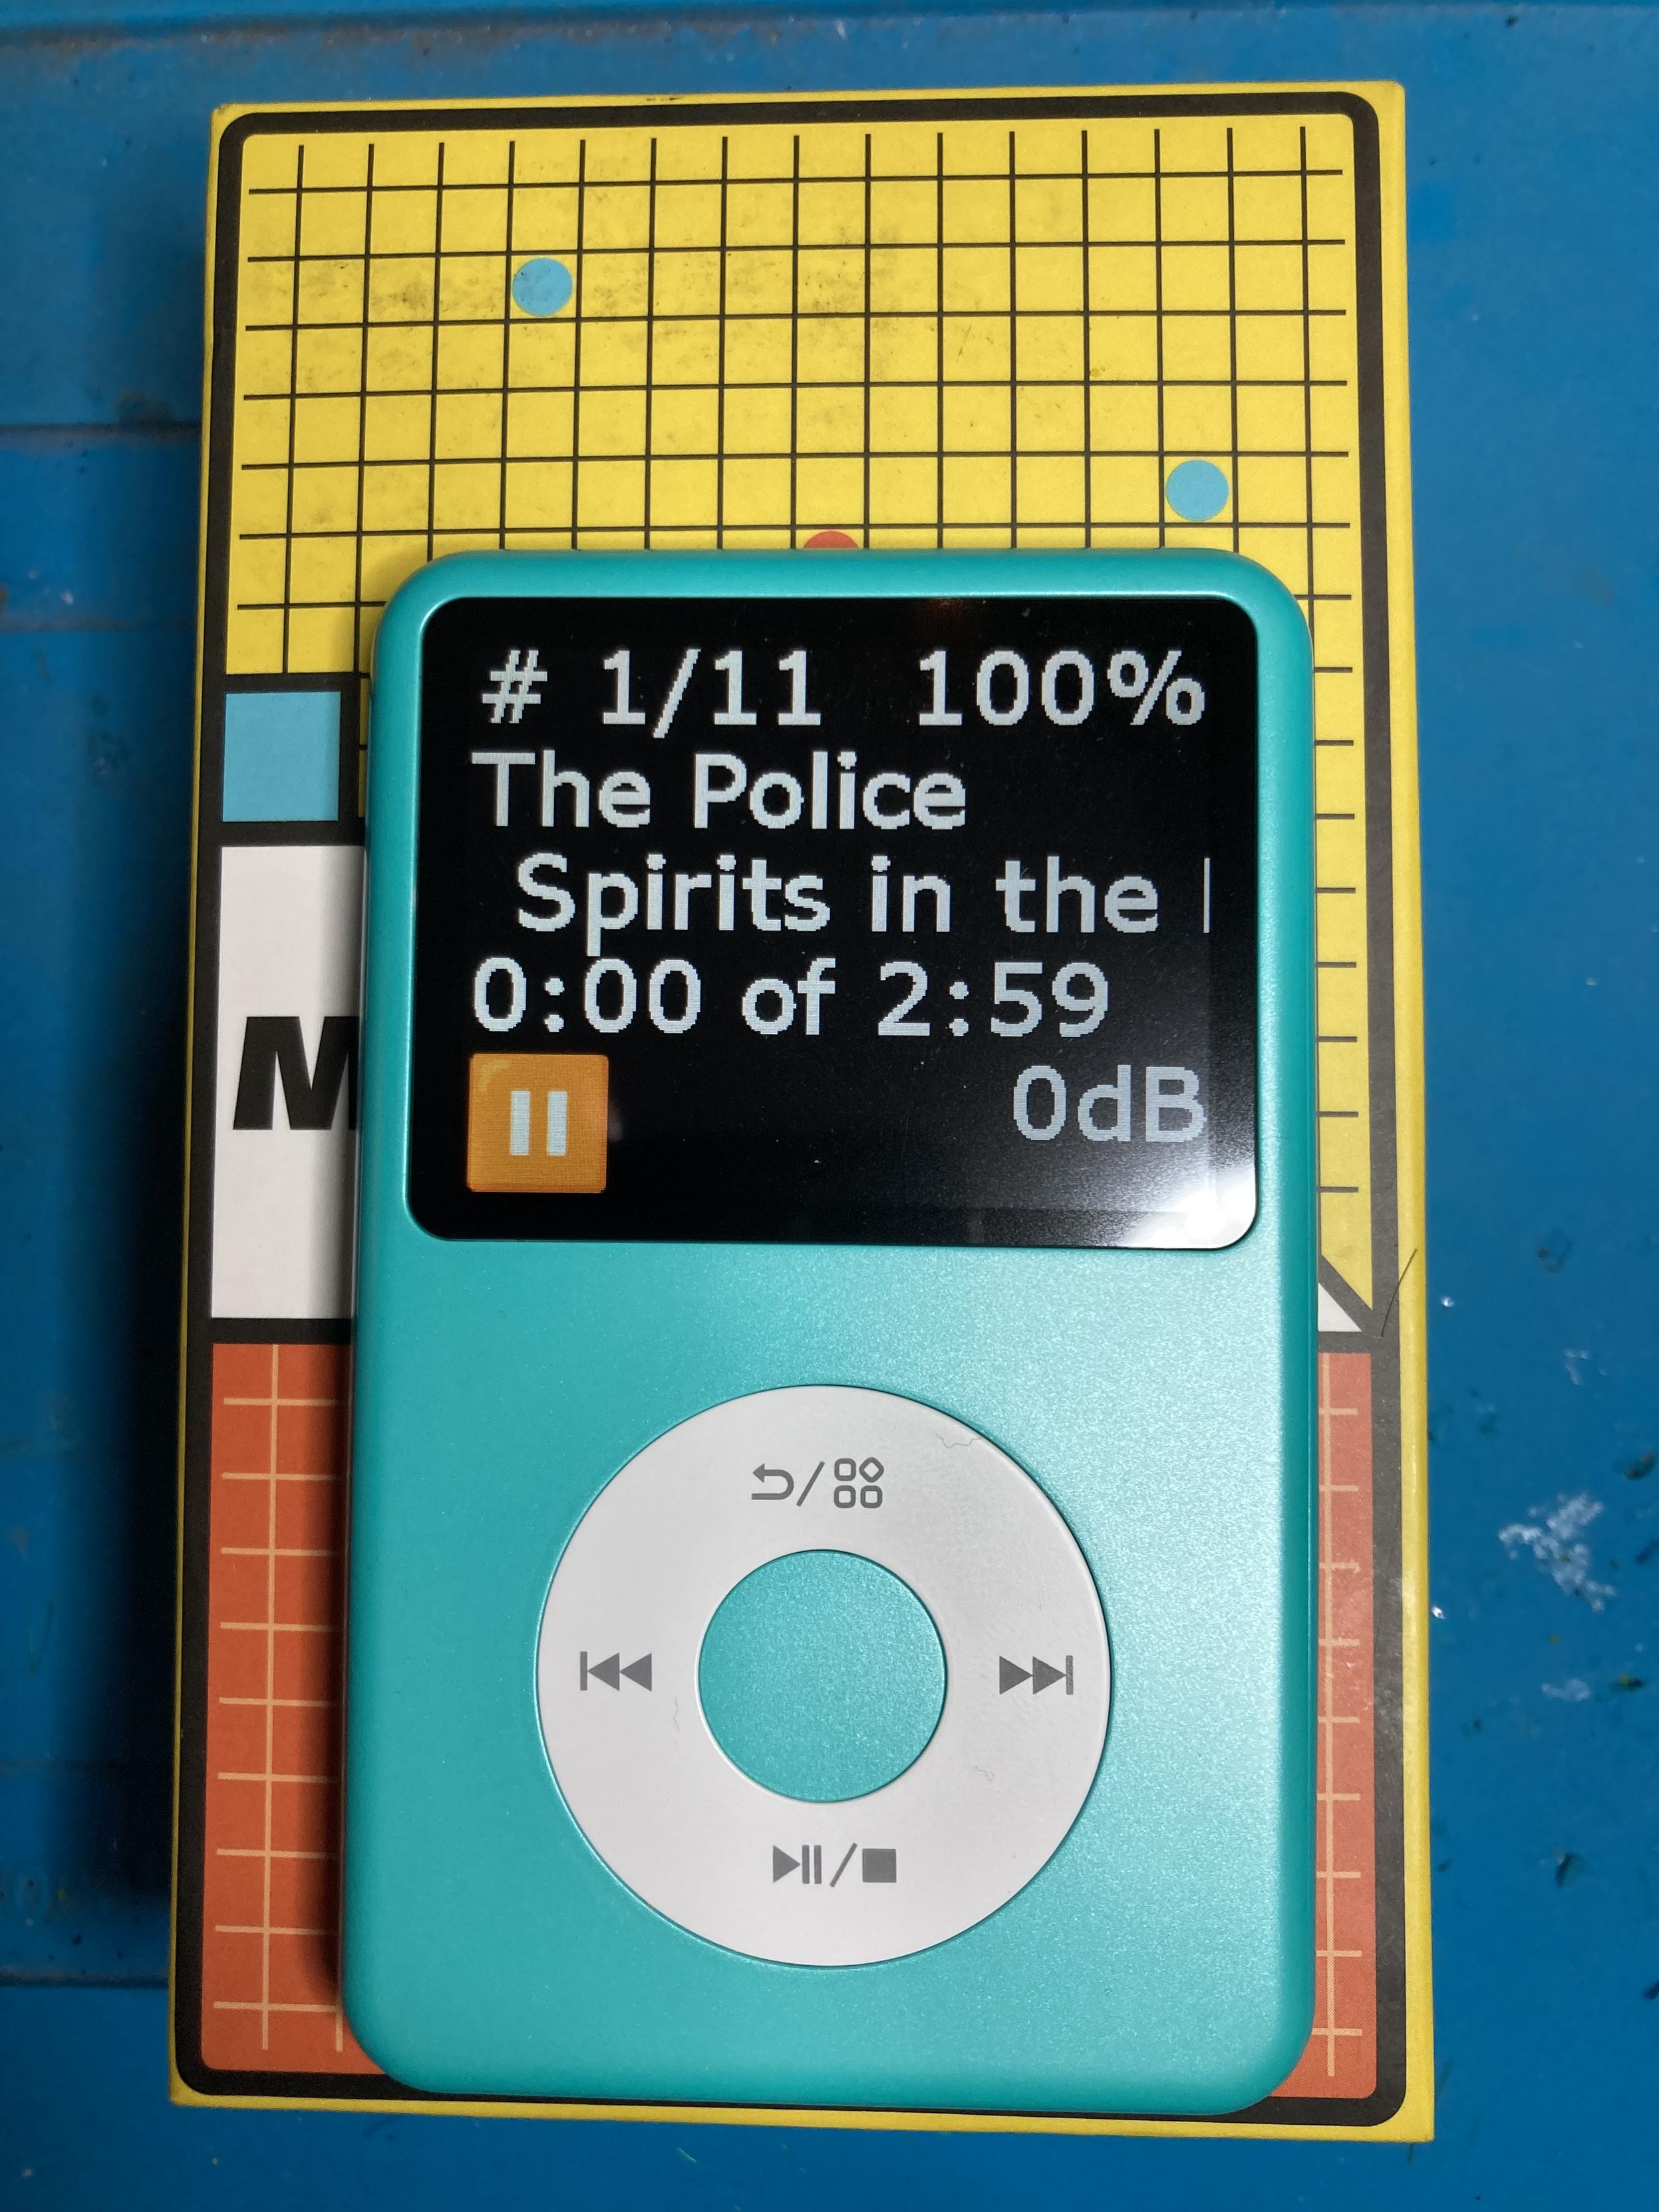 # 1/11 100%
The Police
Spirits in the
0:00 of 2:59
0dB